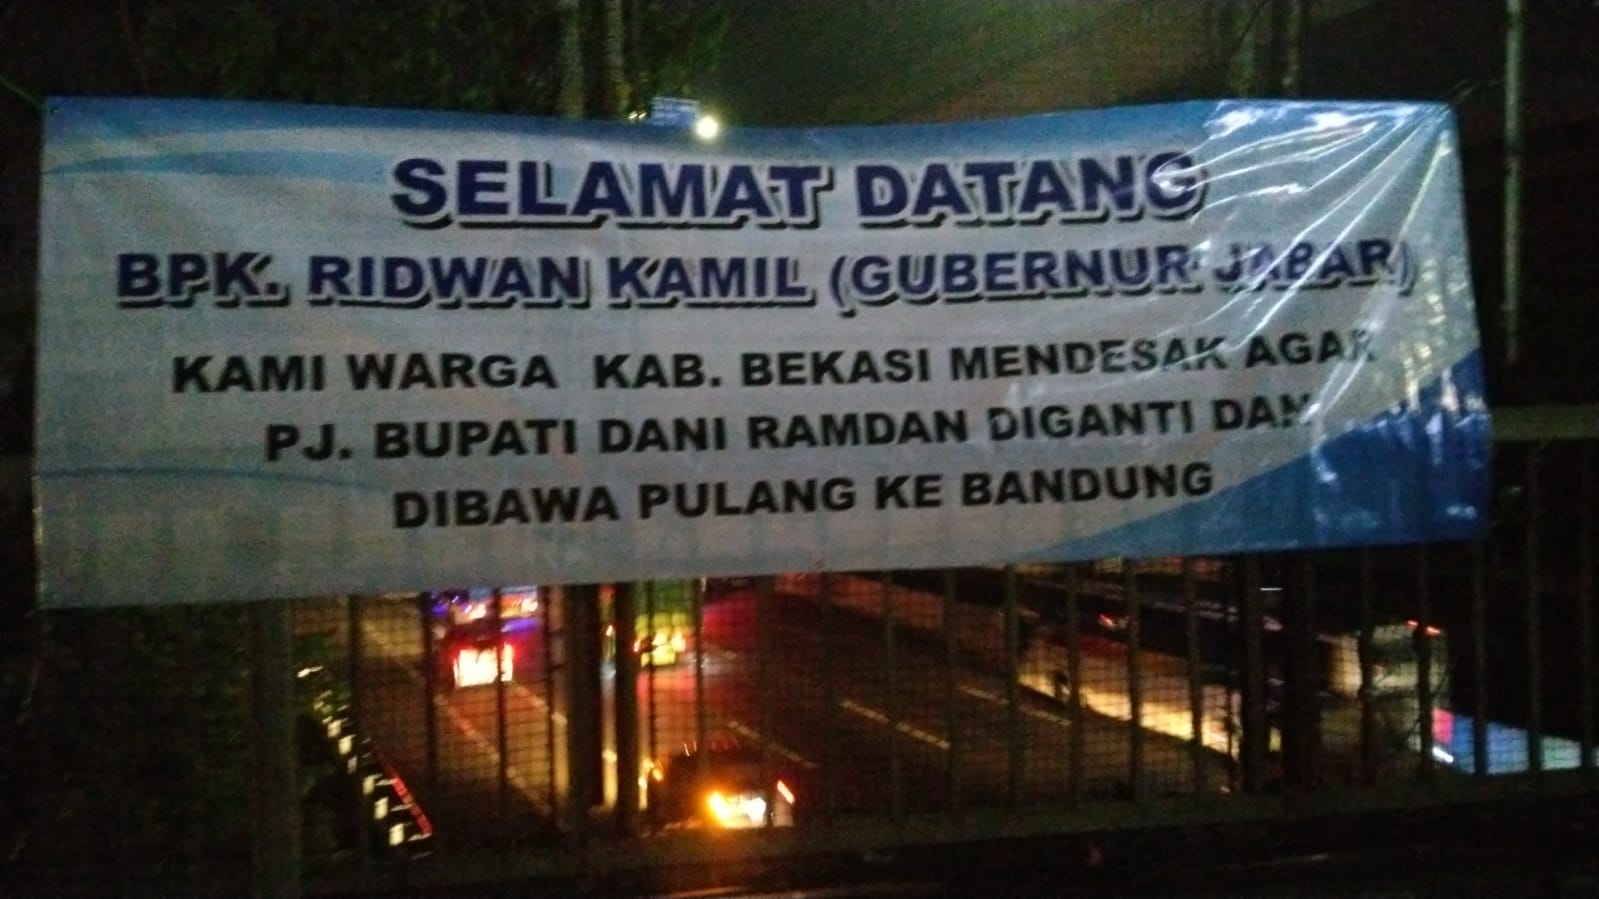 SELAMAT DATANG
BPK. RIDWAN KAMIL (GUBERNUR JABAR)
KAMI WARGA KAB. BEKASI MENDESAK AGAR
PJ. BUPATI DANI RAMDAN DIGANTI DAN
DIBAWA PULANG KE BANDUNG